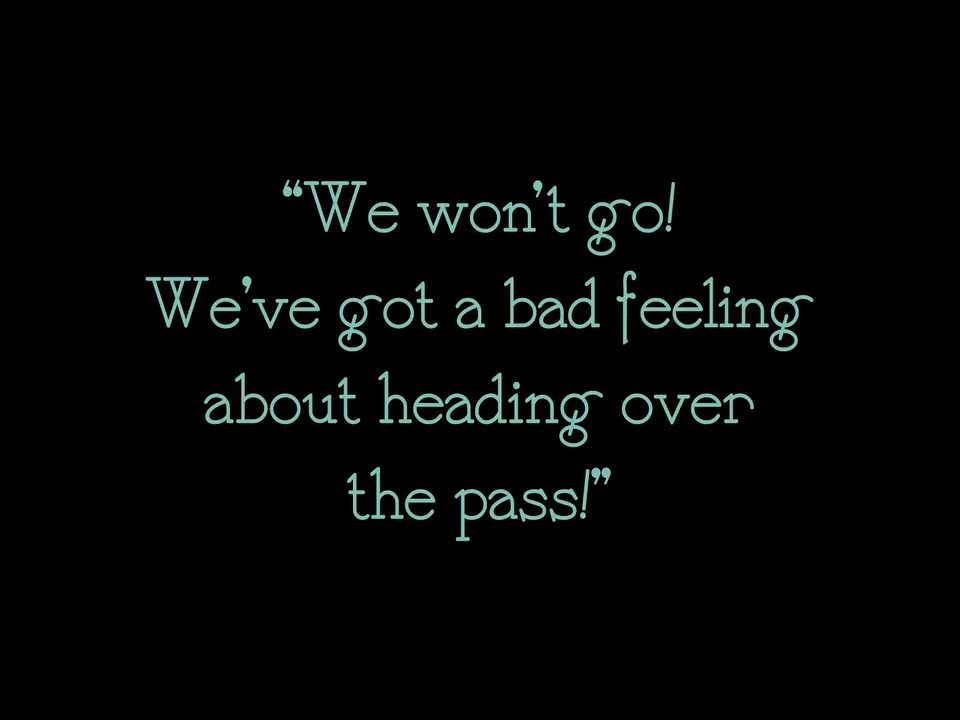 “We won’t go!
We’ve got a bad feeling
about heading over
the pass!”